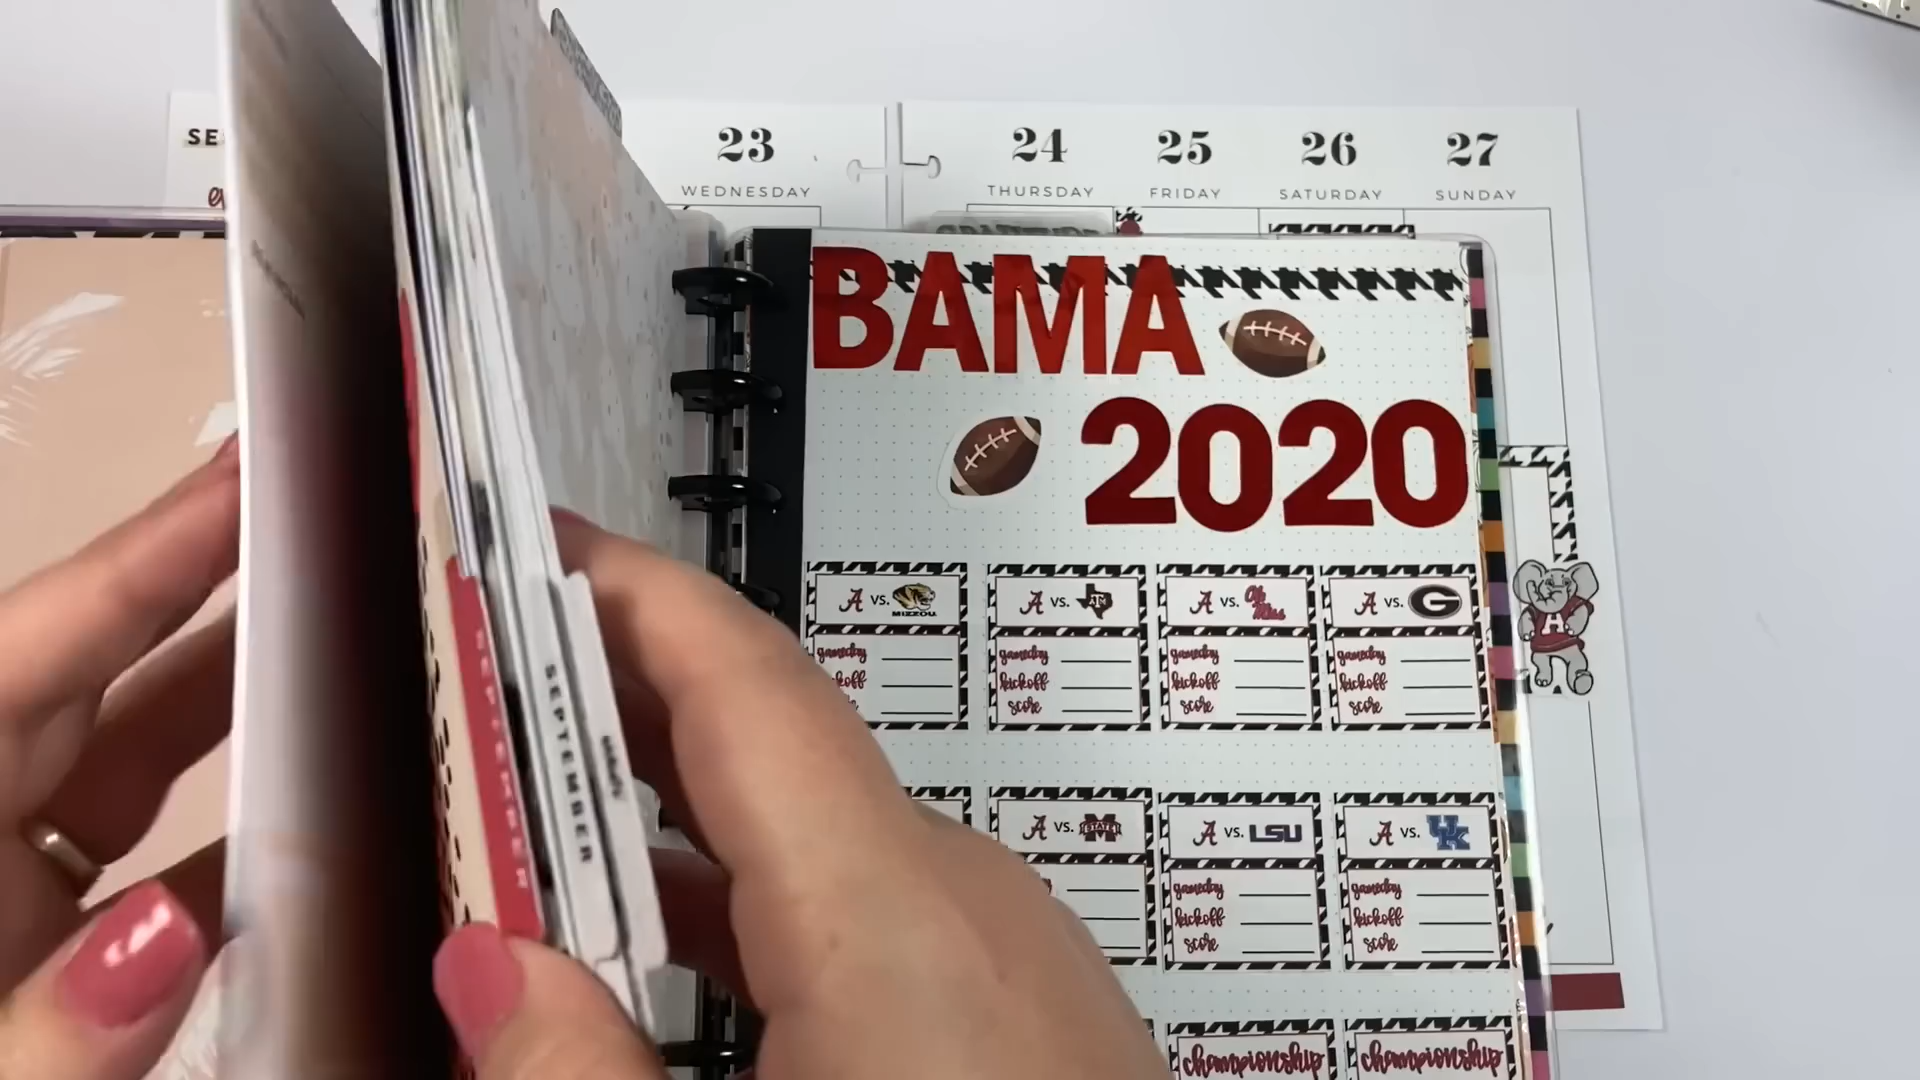 SE
23
WEDNESDAY
24
THURSDAY
25
FRIDAY
26
SATURDAY
27
SUNDAY
BAMA
2020
A vs. MIZZOU
A vs. ATM
A vs. Ole Miss
A vs. G
gameday
kickoff
score
gameday
kickoff
score
gameday
kickoff
score
gameday
kickoff
A vs. STATE
A vs. LSU
A vs. UK
gameday
kickoff
score
gameday
kickoff
score
championship
championship
SEPTEMBER
SEPTEMBER
A